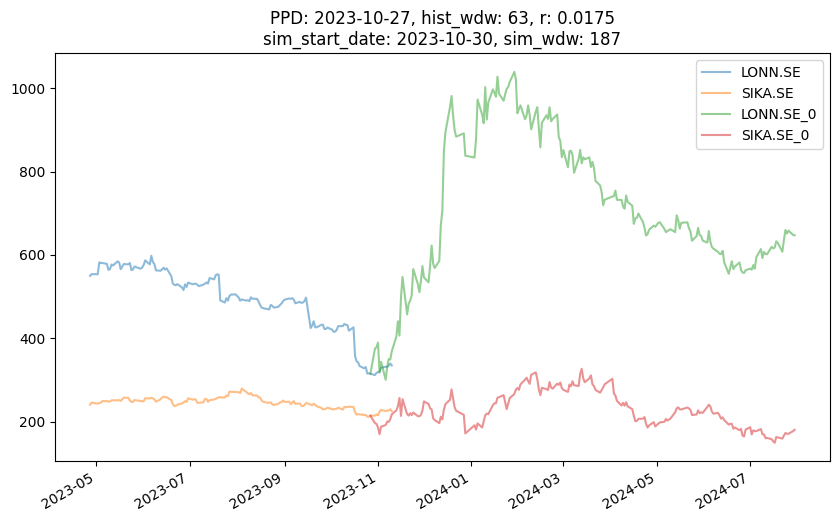 PPD: 2023-10-27, hist_wdw: 63, r: 0.0175
sim_start_date: 2023-10-30, sim_wdw: 187
LONN.SE
SIKA.SE
LONN.SE_0
SIKA.SE_0
1000
800
600
400
200
2023-05
2023-07
2023-09
2023-11
2024-01
2024-03
2024-05
2024-07